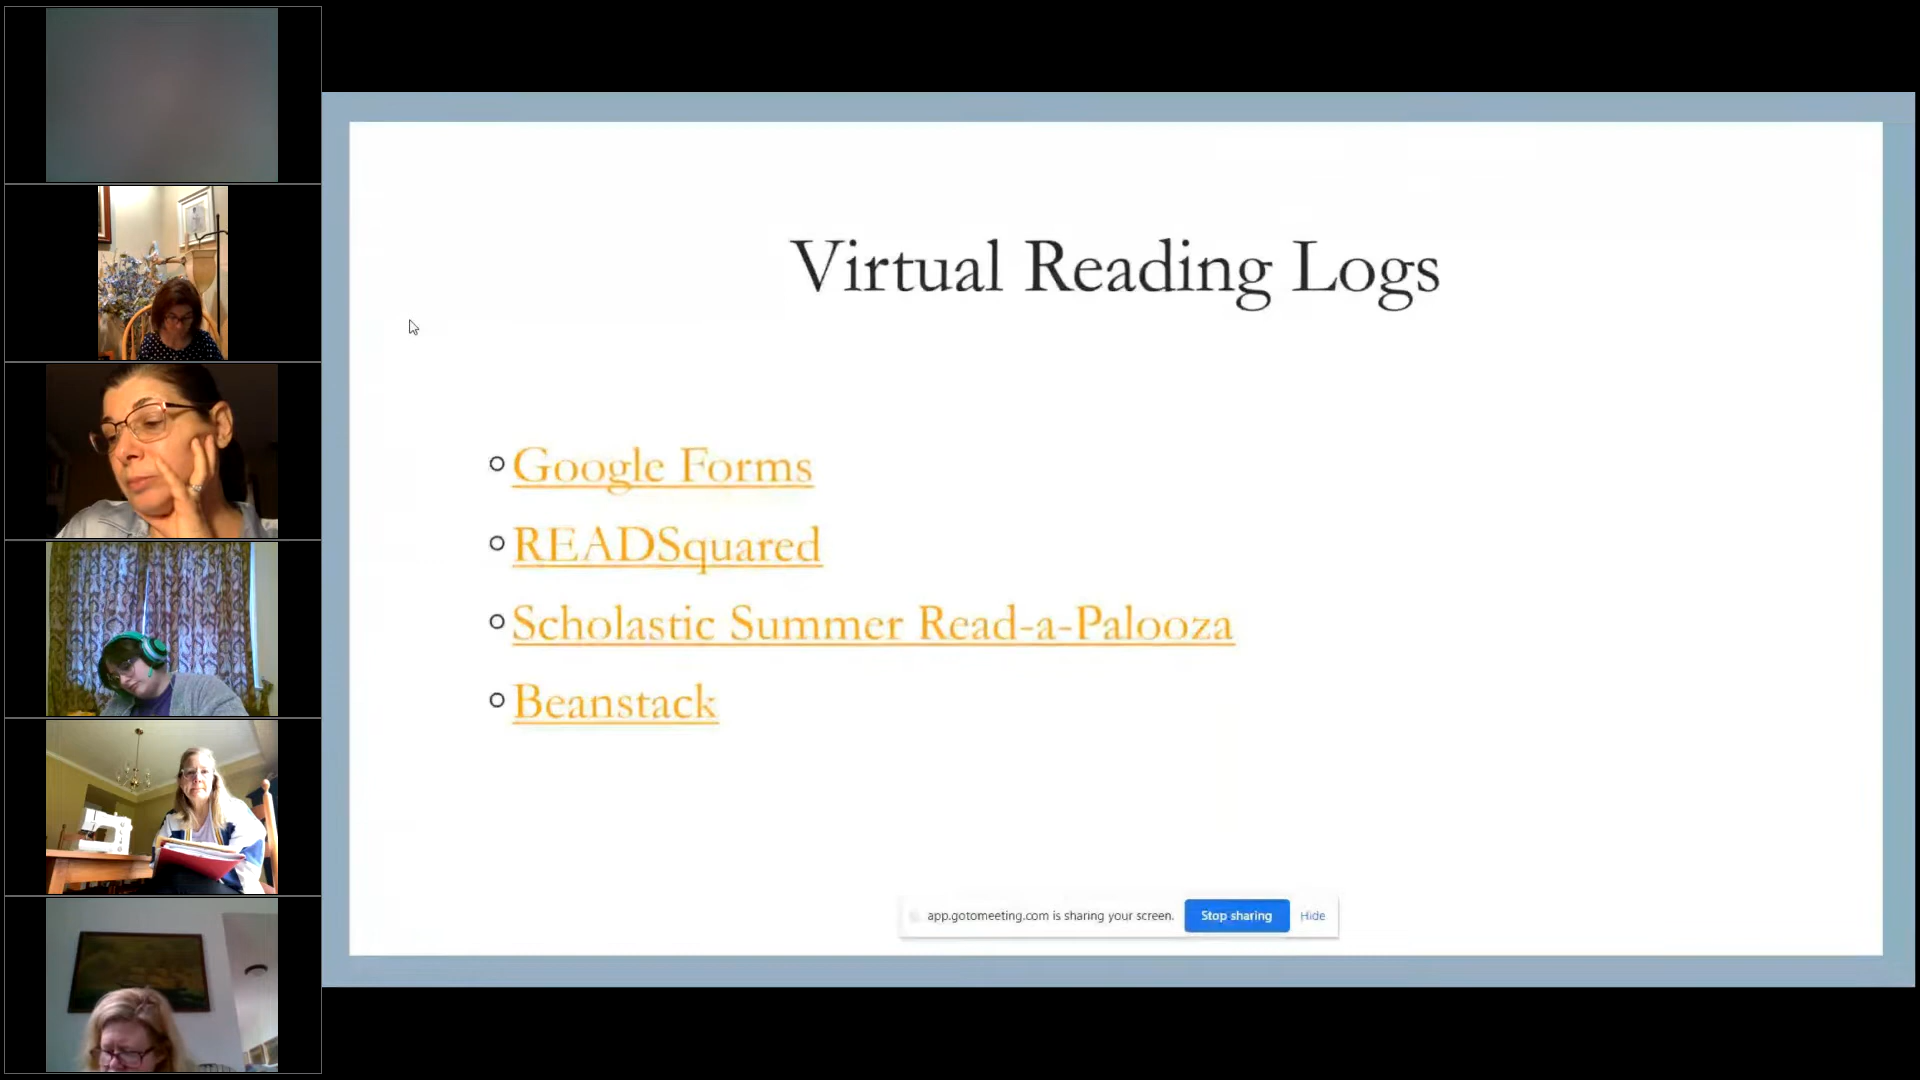 Virtual Reading Logs
Google Forms
READSquared
Scholastic Summer Read-a-Palooza
Beanstack
app.gotomeeting.com is sharing your screen. Stop sharing Hide